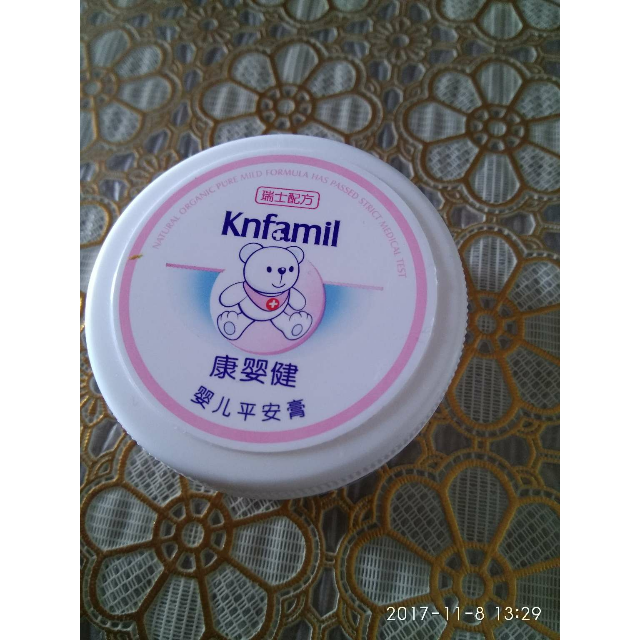 NATURAL ORGANIC PURE MILD FORMULA HAS PASSED STRICT MEDICAL TEST
瑞士配方
Knfamil
康婴健
婴儿平安膏
2017-11-8 13:29